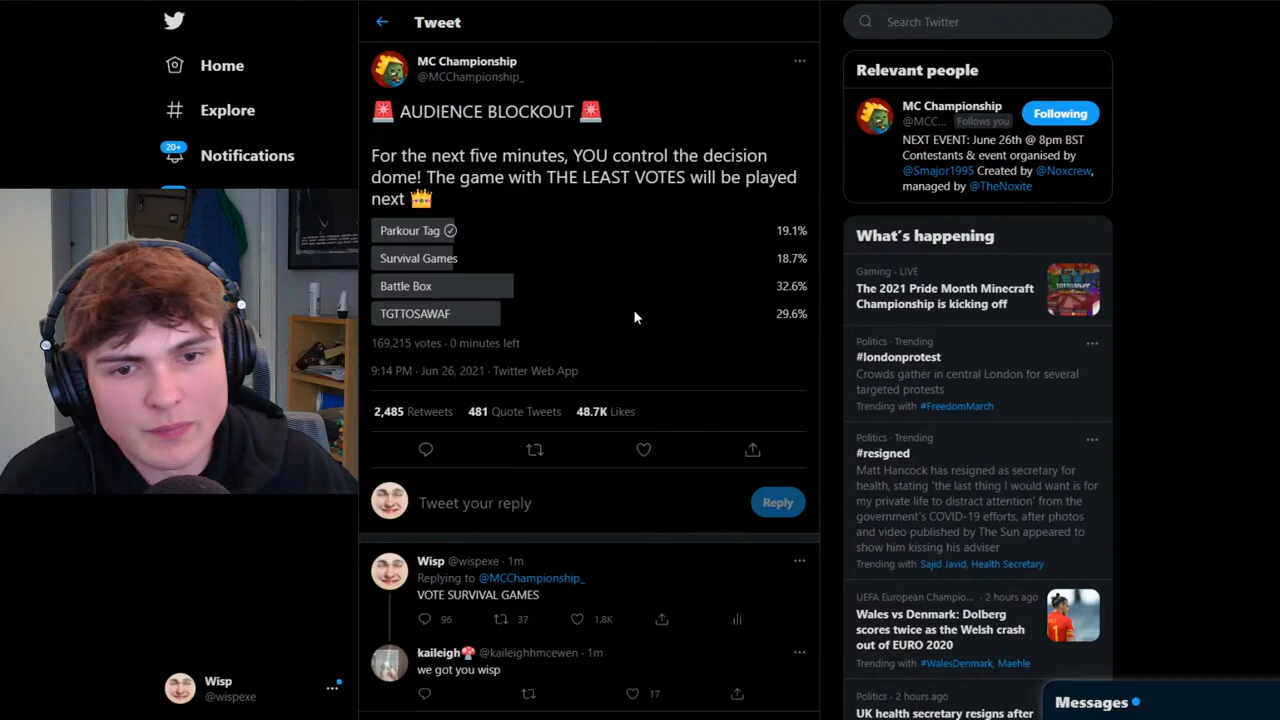 Home
Explore
20+
Notifications
Wisp
@wispexe
Tweet
MC Championship
@MCChampionship_
🚨 AUDIENCE BLOCKOUT 🚨
For the next five minutes, YOU control the decision
dome! The game with THE LEAST VOTES will be played
next 👑
Parkour Tag 19.1%
Survival Games 18.7%
Battle Box 32.6%
TGTTOSAWAF 29.6%
169,215 votes · 0 minutes left
9:14 PM · Jun 26, 2021 · Twitter Web App
2,485 Retweets 481 Quote Tweets 48.7K Likes
Tweet your reply
Reply
Wisp @wispexe · 1m
Replying to @MCChampionship_
VOTE SURVIVAL GAMES
96 37 1.8K
kaileigh🍄 @kaileighhmcewen · 1m
we got you wisp
17
Search Twitter
Relevant people
MC Championship
@MCC... Follows you
Following
NEXT EVENT: June 26th @ 8pm BST
Contestants & event organised by
@Smajor1995 Created by @Noxcrew,
managed by @TheNoxite
What's happening
Gaming · LIVE
The 2021 Pride Month Minecraft
Championship is kicking off
Politics · Trending
#londonprotest
Crowds gather in central London for several
targeted protests
Trending with #FreedomMarch
Politics · Trending
#resigned
Matt Hancock has resigned as secretary for
health, stating 'the last thing I would want is for
my private life to distract attention' from the
government's COVID-19 efforts, after photos
and video published by The Sun appeared to
show him kissing his adviser
Trending with Sajid Javid, Health Secretary
UEFA European Champio... · 2 hours ago
Wales vs Denmark: Dolberg
scores twice as the Welsh crash
out of EURO 2020
Trending with #WalesDenmark, Maehle
Politics · 2 hours ago
UK health secretary resigns after
Messages